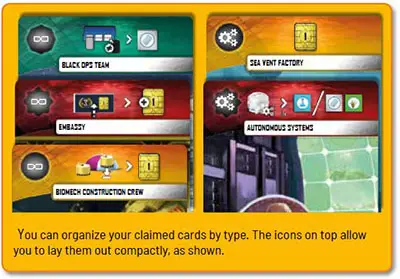 BLACK OPS TEAM
EMBASSY
BIOMECH CONSTRUCTION CREW
SEA VENT FACTORY
AUTONOMOUS SYSTEMS
You can organize your claimed cards by type. The icons on top allow
you to lay them out compactly, as shown.